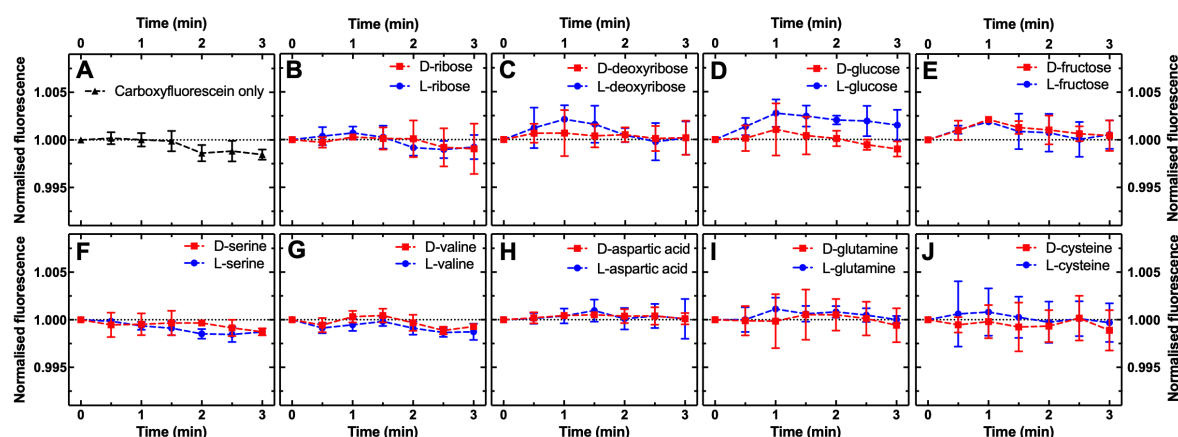 Time (min) Time (min) Time (min) Time (min) Time (min)
0 1 2 3 0 1 2 3 0 1 2 3 0 1 2 3 0 1 2 3
Normalised fluorescence
1.005
1.000
0.995
A
Carboxyfluorescein only
B
D-ribose
L-ribose
C
D-deoxyribose
L-deoxyribose
D
D-glucose
L-glucose
E
D-fructose
L-fructose
1.005
1.000
0.995
Normalised fluorescence
Normalised fluorescence
1.005
1.000
0.995
F
D-serine
L-serine
G
D-valine
L-valine
H
D-aspartic acid
L-aspartic acid
I
D-glutamine
L-glutamine
J
D-cysteine
L-cysteine
1.005
1.000
0.995
Normalised fluorescence
0 1 2 3 0 1 2 3 0 1 2 3 0 1 2 3 0 1 2 3
Time (min) Time (min) Time (min) Time (min) Time (min)